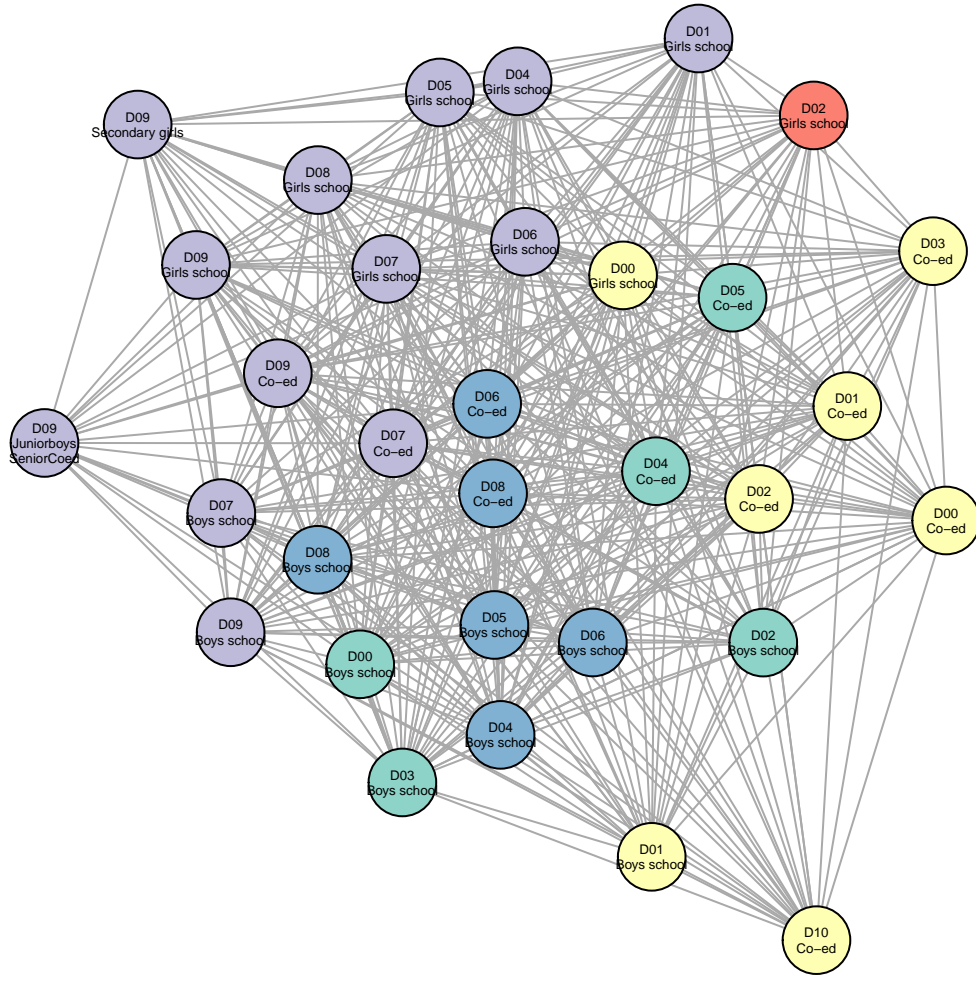 D01
Girls school
D04
Girls school
D05
Girls school
D02
Girls school
D09
Secondary girls
D08
Girls school
D06
Girls school
D03
Co-ed
D09
Girls school
D07
Girls school
D00
Girls school
D05
Co-ed
D09
Co-ed
D06
Co-ed
D01
Co-ed
D09
Juniorboys
SeniorCoed
D07
Co-ed
D04
Co-ed
D08
Co-ed
D02
Co-ed
D07
Boys school
D00
Co-ed
D08
Boys school
D05
Boys school
D09
Boys school
D06
Boys school
D02
Boys school
D00
Boys school
D04
Boys school
D03
Boys school
D01
Boys school
D10
Co-ed